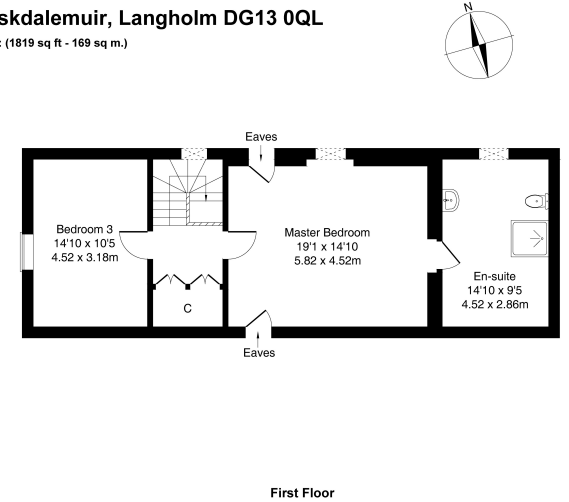 skdalemuir, Langholm DG13 0QL
: (1819 sq ft - 169 sq m.)
N
Eaves
Bedroom 3
14'10 x 10'5
4.52 x 3.18m
Master Bedroom
19'1 x 14'10
5.82 x 4.52m
En-suite
14'10 x 9'5
4.52 x 2.86m
C
Eaves
First Floor